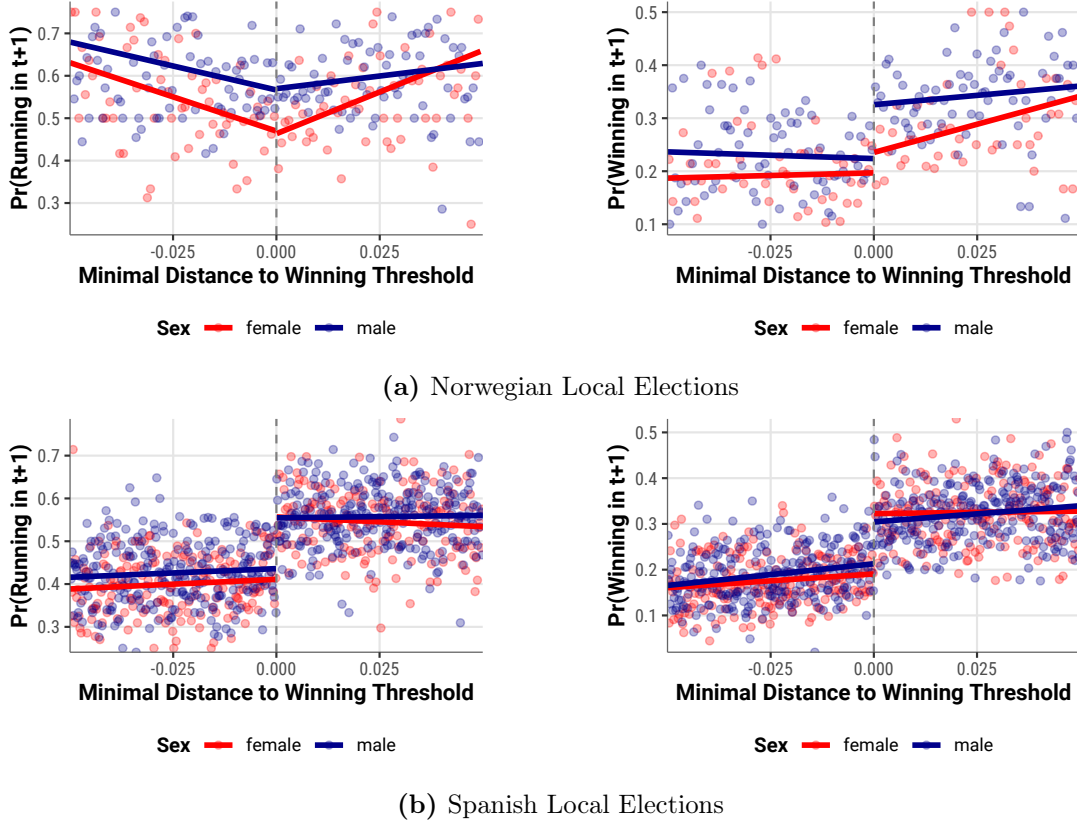 Pr(Running in t+1)
0.7
0.6
0.5
0.4
0.3
-0.025
0.000
0.025
Minimal Distance to Winning Threshold
Sex female male
Pr(Winning in t+1)
0.5
0.4
0.3
0.2
0.1
-0.025
0.000
0.025
Minimal Distance to Winning Threshold
Sex female male
(a) Norwegian Local Elections
Pr(Running in t+1)
0.7
0.6
0.5
0.4
0.3
-0.025
0.000
0.025
Minimal Distance to Winning Threshold
Sex female male
Pr(Winning in t+1)
0.5
0.4
0.3
0.2
0.1
-0.025
0.000
0.025
Minimal Distance to Winning Threshold
Sex female male
(b) Spanish Local Elections